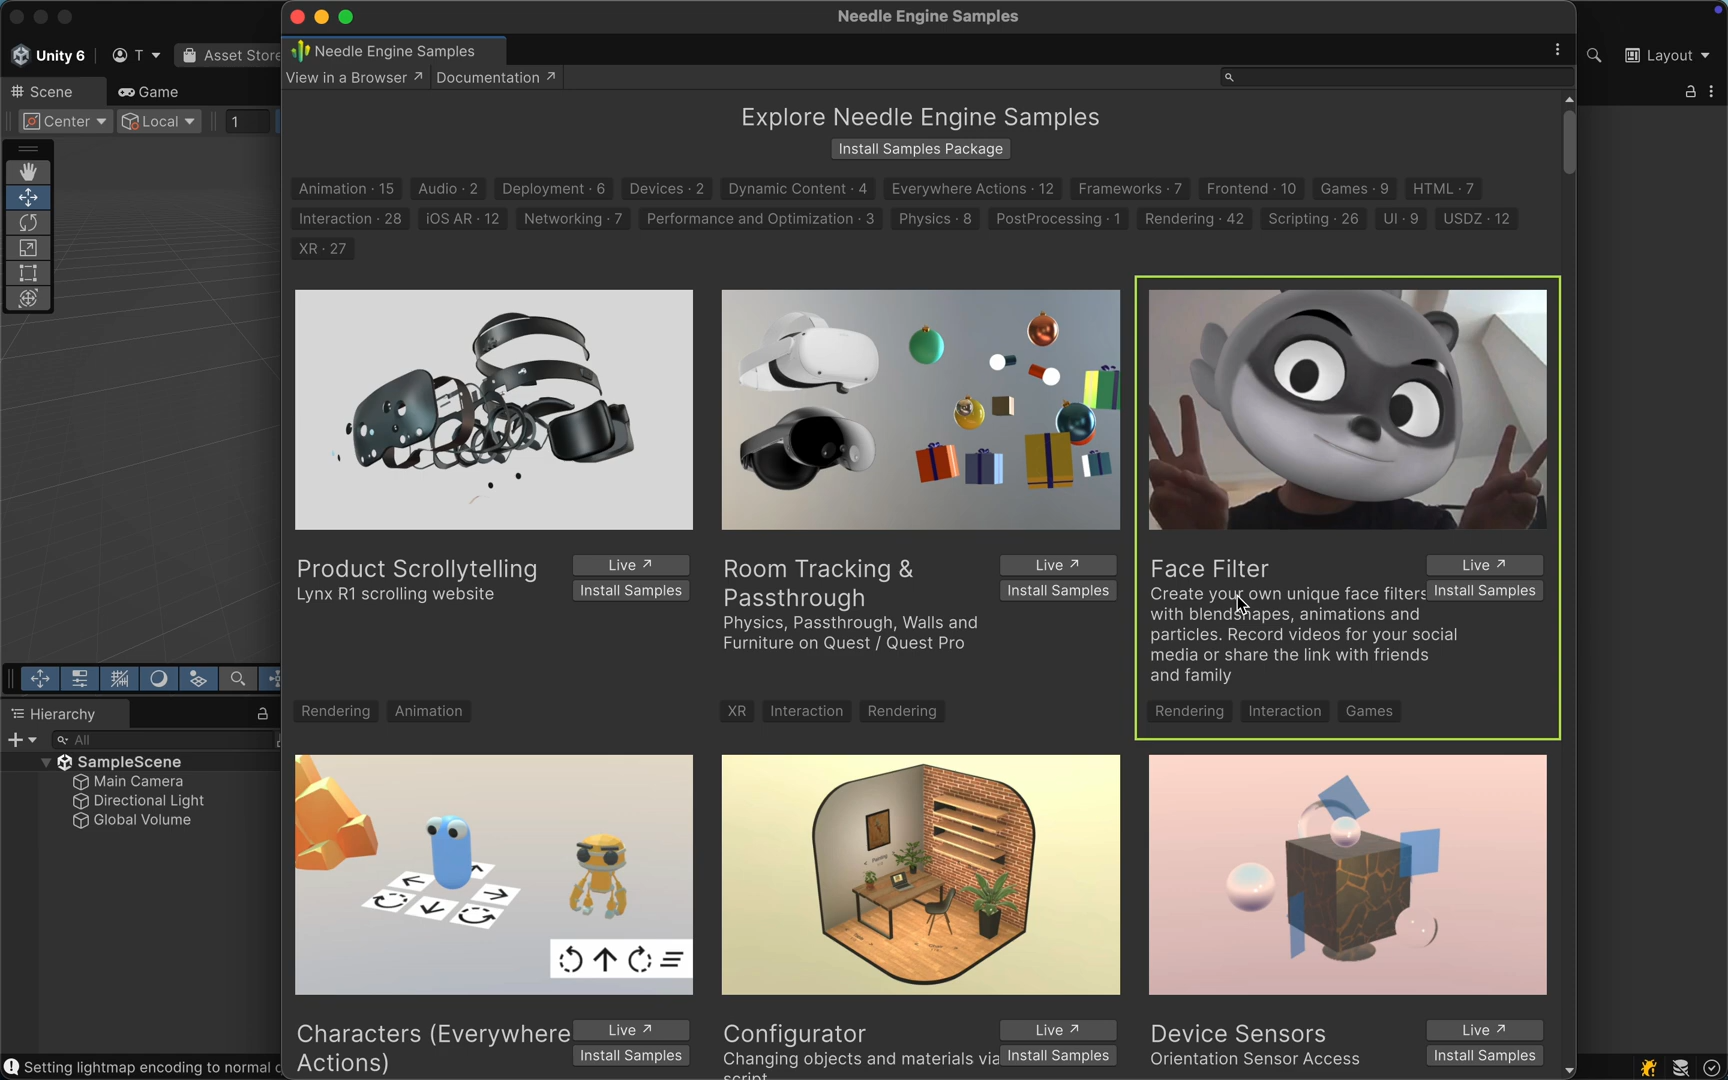 Needle Engine Samples
Unity 6
T
Asset Store
Needle Engine Samples
Layout
View in a Browser ↗
Documentation ↗
Scene
Game
Center
Local
1
Explore Needle Engine Samples
Install Samples Package
Animation · 15
Audio · 2
Deployment · 6
Devices · 2
Dynamic Content · 4
Everywhere Actions · 12
Frameworks · 7
Frontend · 10
Games · 9
HTML · 7
Interaction · 28
iOS AR · 12
Networking · 7
Performance and Optimization · 3
Physics · 8
PostProcessing · 1
Rendering · 42
Scripting · 26
UI · 9
USDZ · 12
XR · 27
Product Scrollytelling
Lynx R1 scrolling website
Live ↗
Install Samples
Rendering
Animation
Room Tracking &
Passthrough
Physics, Passthrough, Walls and
Furniture on Quest / Quest Pro
Live ↗
Install Samples
XR
Interaction
Rendering
Face Filter
Create your own unique face filters
with blendshapes, animations and
particles. Record videos for your social
media or share the link with friends
and family
Live ↗
Install Samples
Rendering
Interaction
Games
Hierarchy
All
SampleScene
Main Camera
Directional Light
Global Volume
Characters (Everywhere
Actions)
Live ↗
Install Samples
Configurator
Changing objects and materials via
script
Live ↗
Install Samples
Device Sensors
Orientation Sensor Access
Live ↗
Install Samples
Setting lightmap encoding to normal